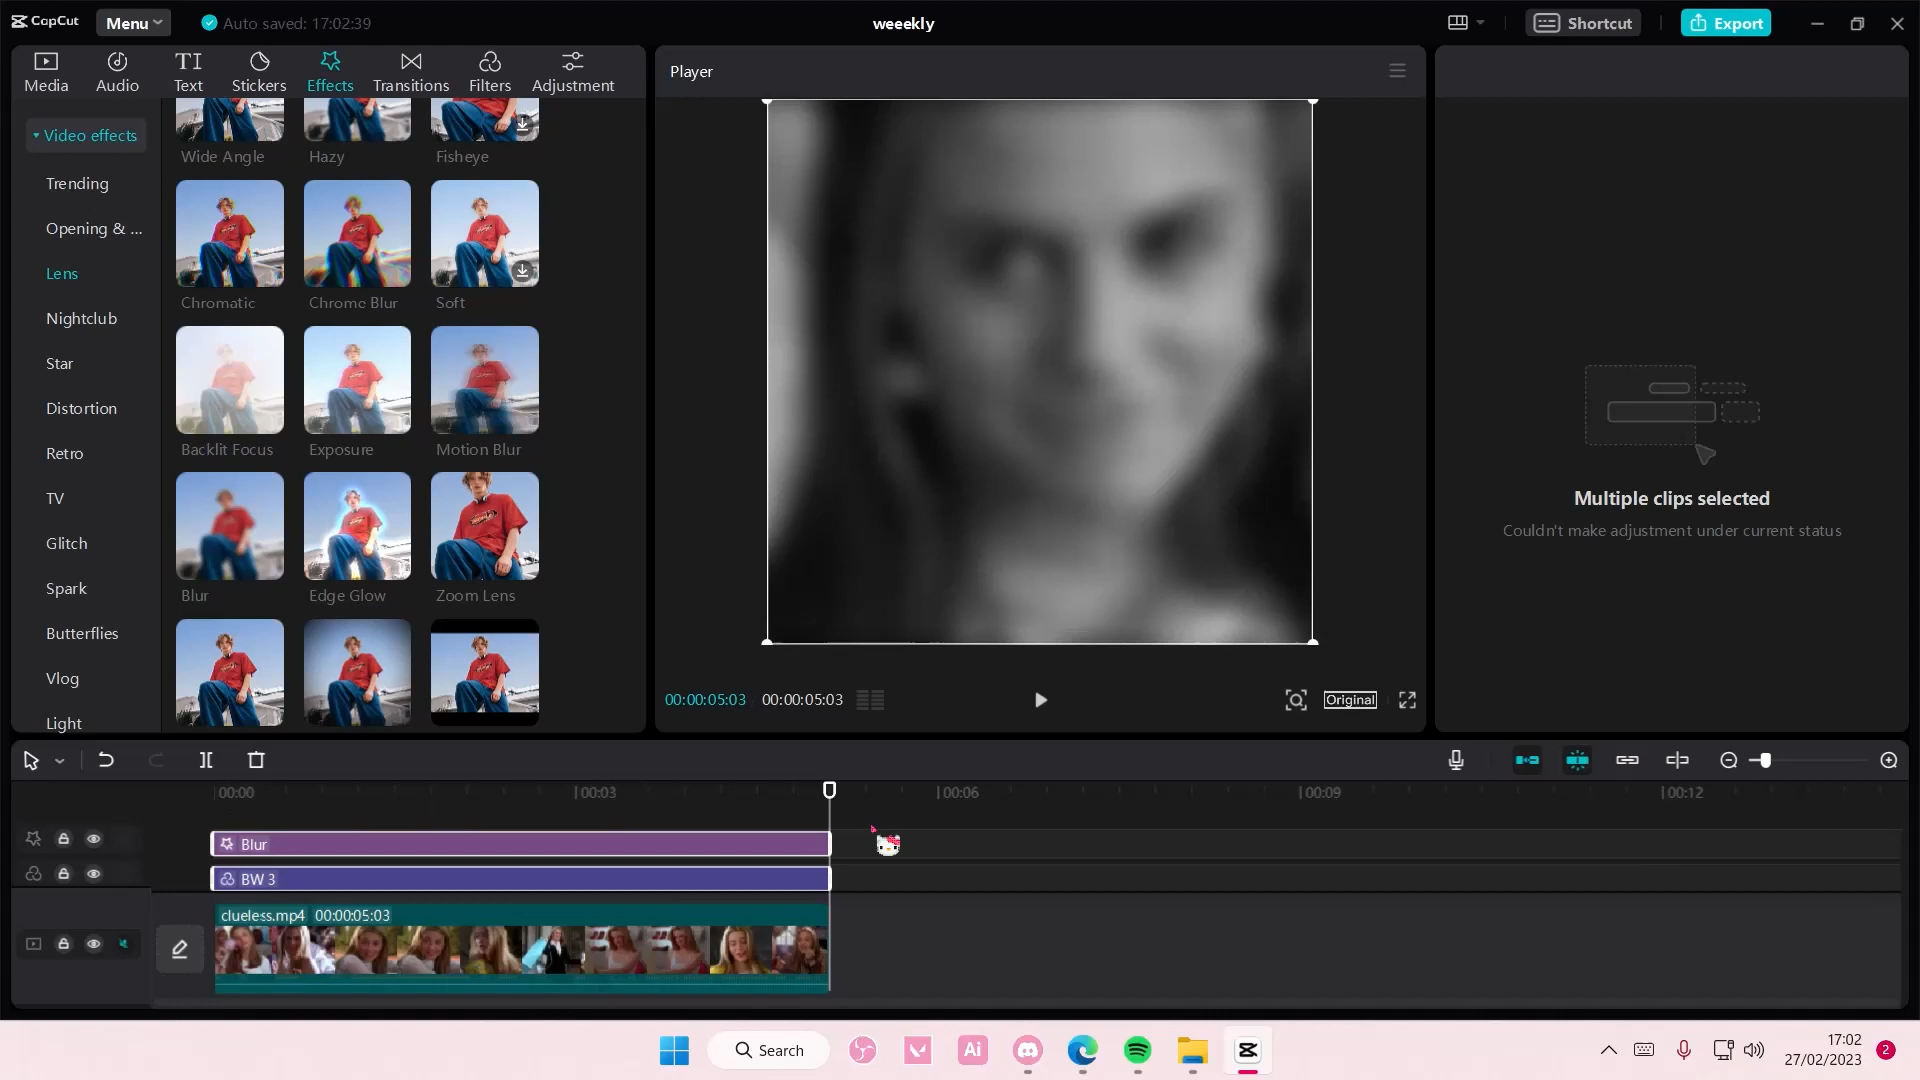 CapCut
Menu
Auto saved: 17:02:39
weeekly
Shortcut
Export
Media
Audio
TI
Text
Stickers
Effects
Transitions
Filters
Adjustment
Player
Video effects
Trending
Opening & ...
Lens
Nightclub
Star
Distortion
Retro
TV
Glitch
Spark
Butterflies
Vlog
Light
Wide Angle
Hazy
Fisheye
Chromatic
Chrome Blur
Soft
Backlit Focus
Exposure
Motion Blur
Blur
Edge Glow
Zoom Lens
00:00:05:03
00:00:05:03
Original
Multiple clips selected
Couldn't make adjustment under current status
00:00
00:03
00:06
00:09
00:12
Blur
BW 3
clueless.mp4 00:00:05:03
Search
Ai
17:02
27/02/2023
2